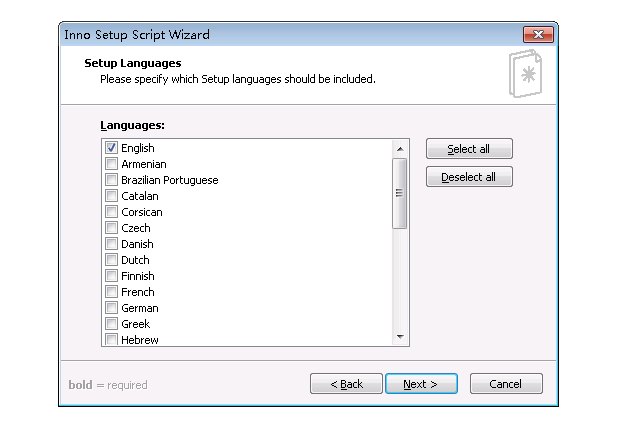 Inno Setup Script Wizard
Setup Languages
Please specify which Setup languages should be included.
Languages:
English
Armenian
Brazilian Portuguese
Catalan
Corsican
Czech
Danish
Dutch
Finnish
French
German
Greek
Hebrew
Select all
Deselect all
bold = required
< Back
Next >
Cancel